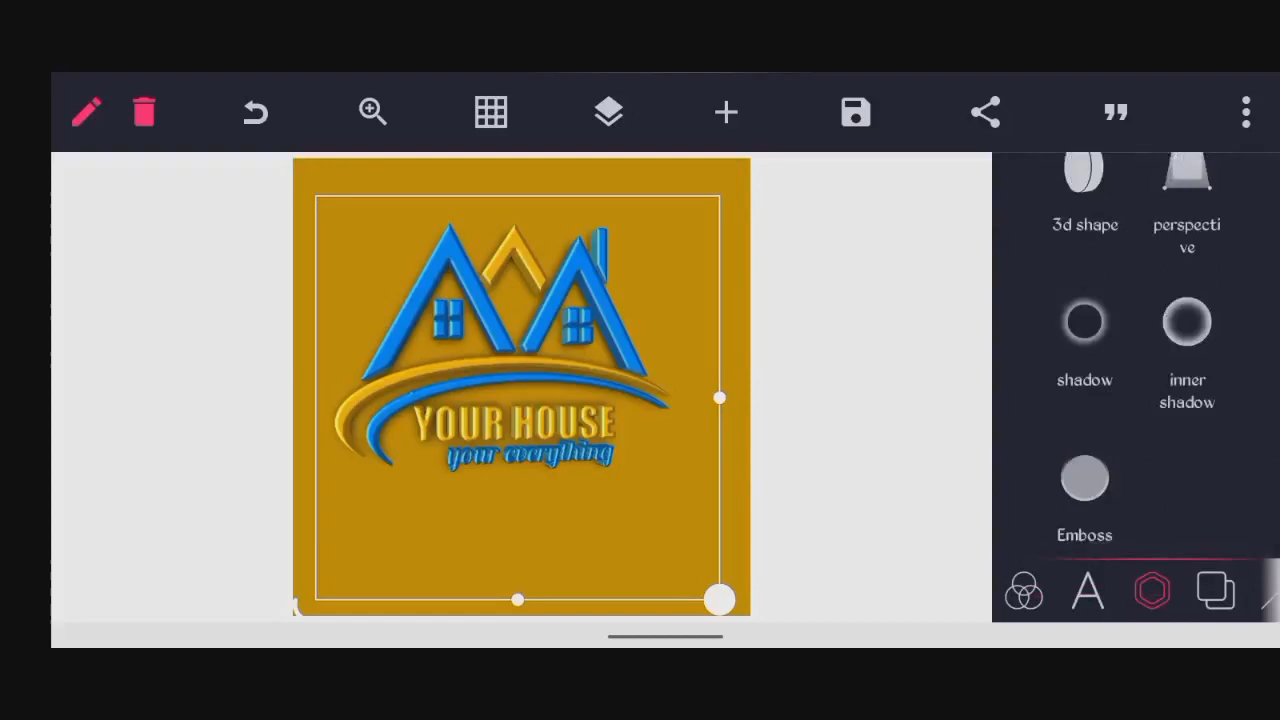 3d shape
perspecti
ve
shadow
inner
shadow
YOUR HOUSE
your everything
Emboss